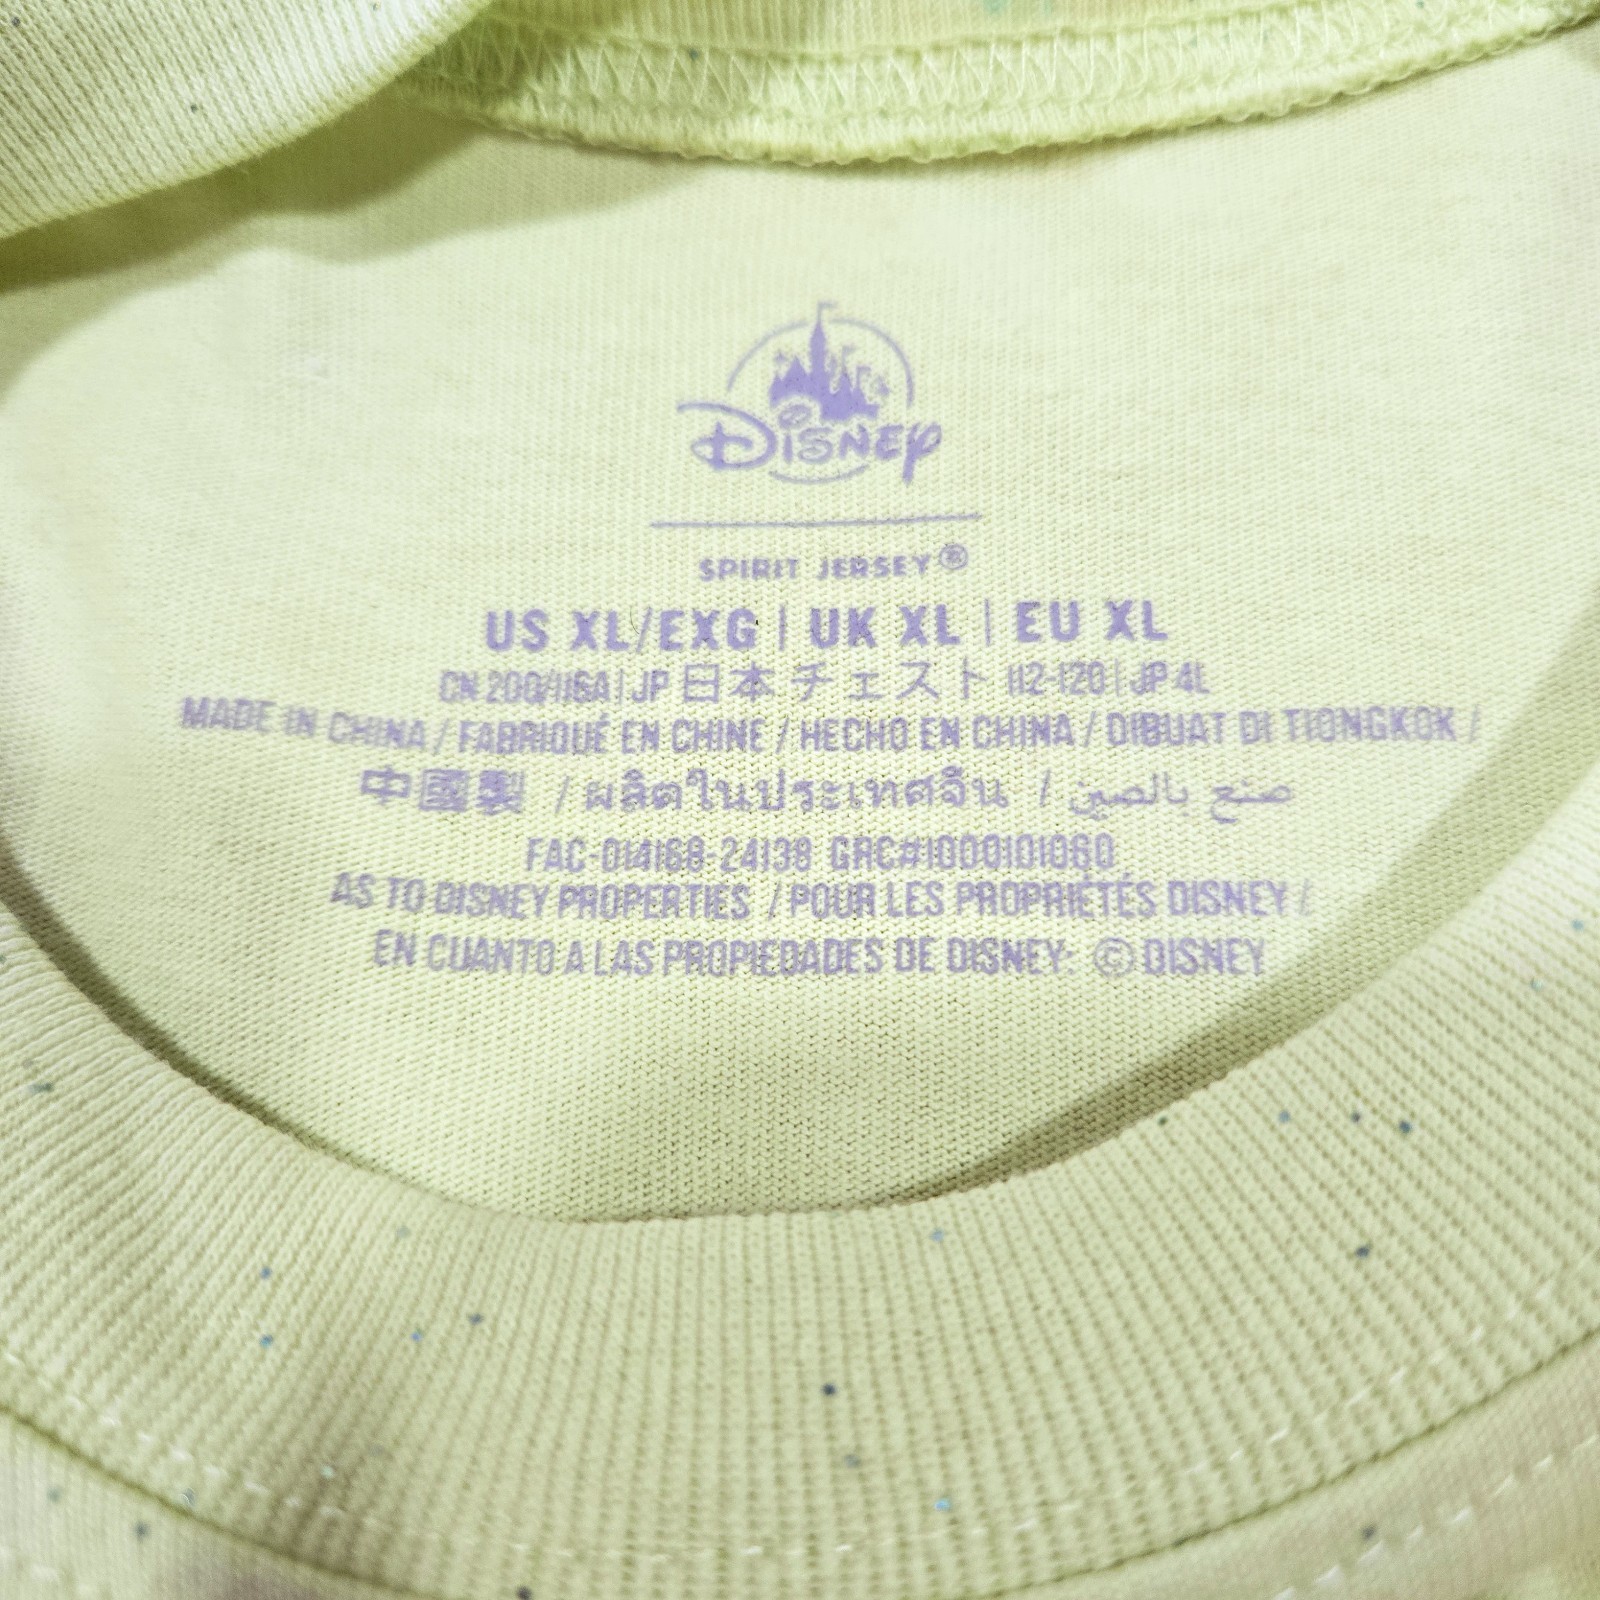 Disney
SPIRIT JERSEY®
US XL/EXG | UK XL | EU XL
CN 200/116A | JP 日本 チェスト 112-120 | JP 4L
MADE IN CHINA / FABRIQUÉ EN CHINE / HECHO EN CHINA / DIBUAT DI TIONGKOK /
中國製 / ผลิตในประเทศจีน / صنع بالصين
FAC-014168-24138 GRC#1000101060
AS TO DISNEY PROPERTIES / POUR LES PROPRIÉTÉS DISNEY /
EN CUANTO A LAS PROPIEDADES DE DISNEY: © DISNEY